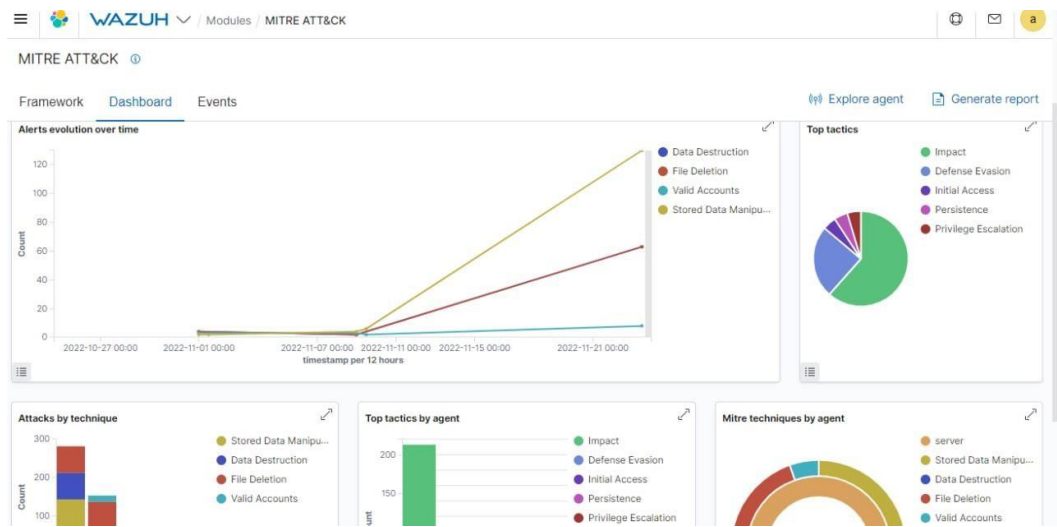 WAZUH / Modules / MITRE ATT&CK a
MITRE ATT&CK
Framework Dashboard Events Explore agent Generate report
Alerts evolution over time
120
100
80
60
40
20
0
Count
2022-10-27 00:00 2022-11-01 00:00 2022-11-07 00:00 2022-11-11 00:00 2022-11-15 00:00 2022-11-21 00:00
timestamp per 12 hours
Data Destruction
File Deletion
Valid Accounts
Stored Data Manipu...
Top tactics
Impact
Defense Evasion
Initial Access
Persistence
Privilege Escalation
Attacks by technique
300
200
100
Count
Stored Data Manipu...
Data Destruction
File Deletion
Valid Accounts
Top tactics by agent
200
150
Impact
Defense Evasion
Initial Access
Persistence
Privilege Escalation
Mitre techniques by agent
server
Stored Data Manipu...
Data Destruction
File Deletion
Valid Accounts